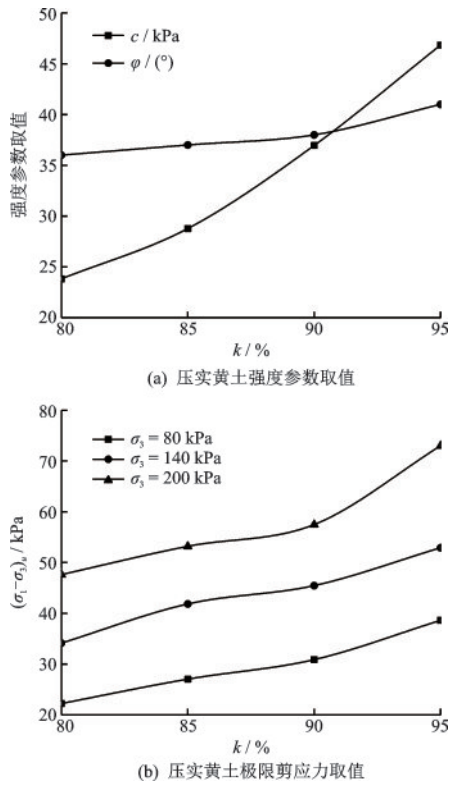 50
45
40
35
30
25
20
强度参数取值
c / kPa
φ / (°)
80 85 90 95
k / %
(a) 压实黄土强度参数取值
80
70
60
50
40
30
20
(σ₁−σ₃)ᵤ / kPa
σ₃ = 80 kPa
σ₃ = 140 kPa
σ₃ = 200 kPa
80 85 90 95
k / %
(b) 压实黄土极限剪应力取值